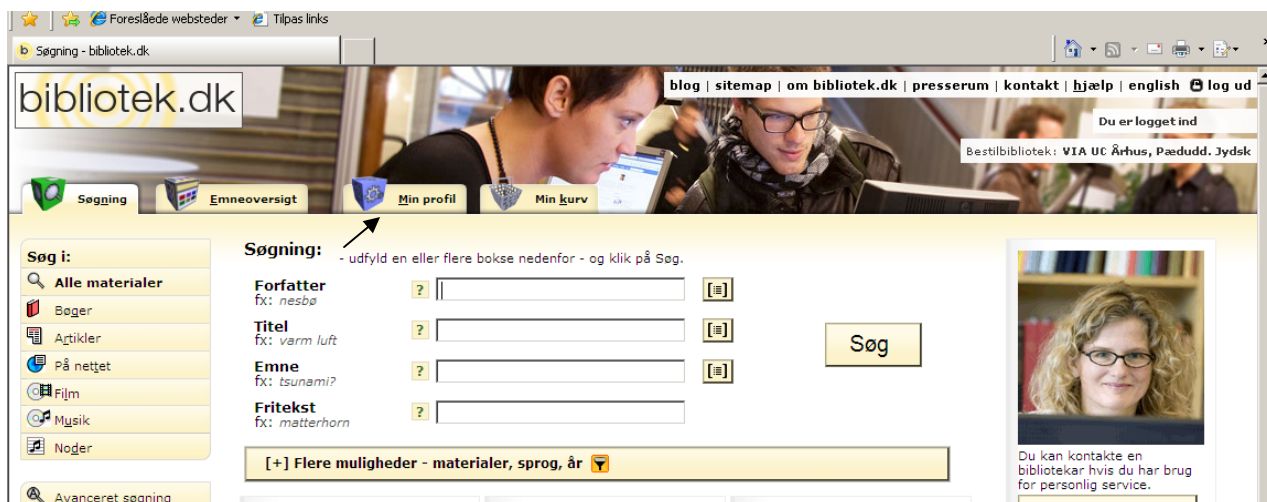 Foreslåede websteder
Tilpas links
Søgning - bibliotek.dk
bibliotek.dk
blog | sitemap | om bibliotek.dk | presserum | kontakt | hjælp | english log ud
Du er logget ind
Bestilbibliotek: VIA UC Århus, Pædudd. Jydsk
Søgning
Emneoversigt
Min profil
Min kurv
Søg i:
Alle materialer
Bøger
Artikler
På nettet
Film
Musik
Noder
Avanceret søgning
Søgning:
- udfyld en eller flere bokse nedenfor - og klik på Søg.
Forfatter ?
fx: nesbø
Titel ?
fx: varm luft
Emne ?
fx: tsunami?
Fritekst ?
fx: matterhorn
Søg
[+] Flere muligheder - materialer, sprog, år
Du kan kontakte en
bibliotekar hvis du har brug
for personlig service.